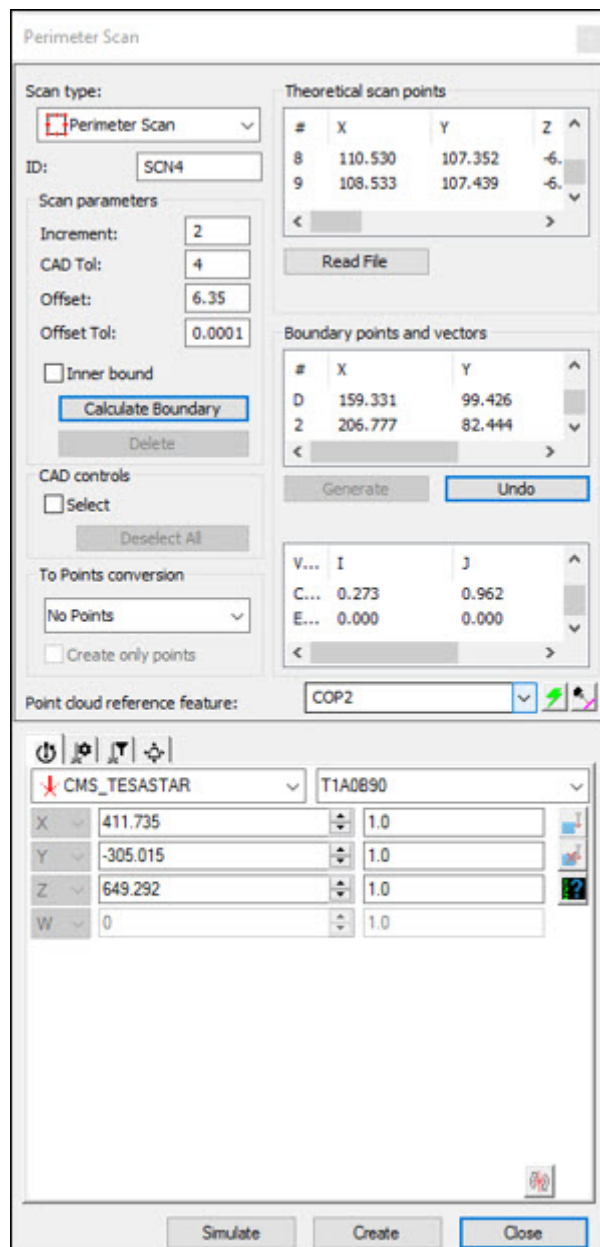 Perimeter Scan
Scan type:
Perimeter Scan
ID: SCN4
Scan parameters
Increment: 2
CAD Tol: 4
Offset: 6.35
Offset Tol: 0.0001
Inner bound
Calculate Boundary
Delete
CAD controls
Select
Deselect All
To Points conversion
No Points
Create only points
Theoretical scan points
# X Y Z
8 110.530 107.352 -6.
9 108.533 107.439 -6.
Read File
Boundary points and vectors
# X Y
D 159.331 99.426
2 206.777 82.444
Generate Undo
V... I J
C... 0.273 0.962
E... 0.000 0.000
Point cloud reference feature: COP2
CMS_TESASTAR T1A0B90
X 411.735 1.0
Y -305.015 1.0
Z 649.292 1.0
W 0 1.0
Simulate Create Close